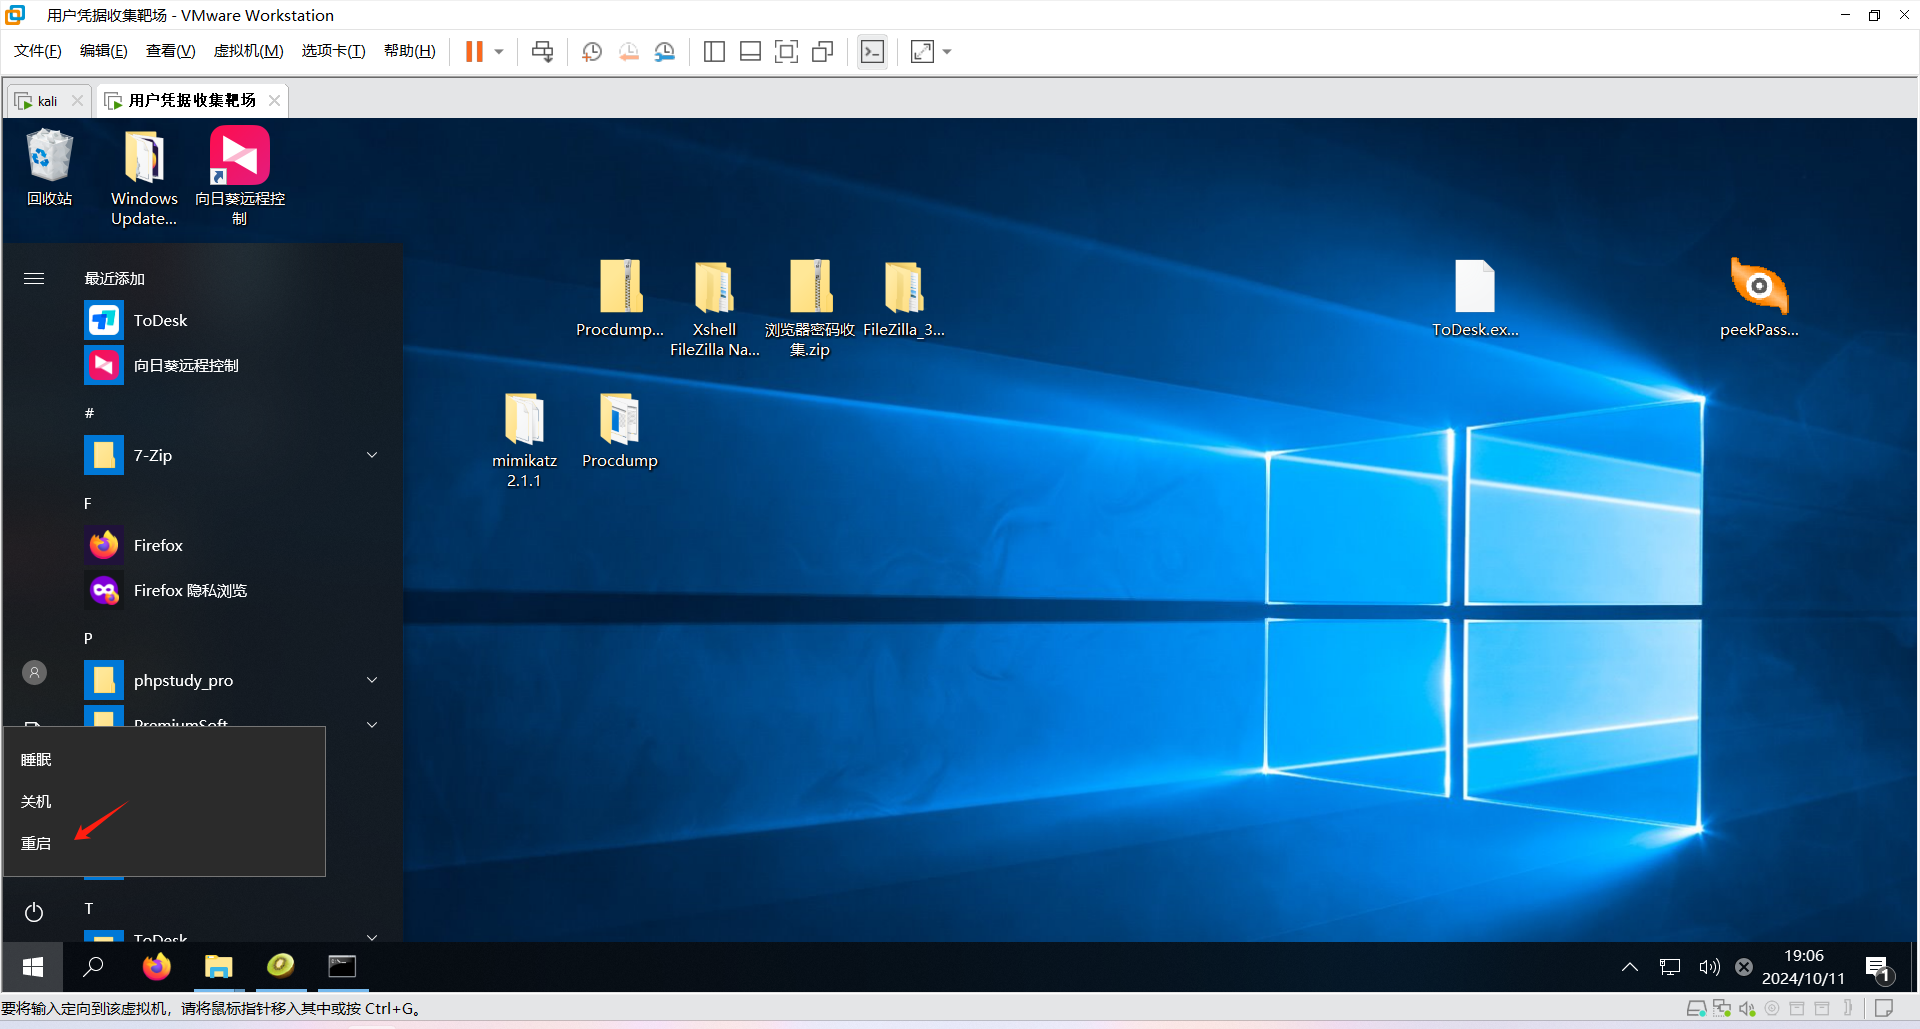 用户凭据收集靶场 - VMware Workstation
文件(F) 编辑(E) 查看(V) 虚拟机(M) 选项卡(T) 帮助(H)
kali
用户凭据收集靶场
回收站
Windows
Update...
向日葵远程控
制
最近添加
ToDesk
向日葵远程控制
#
7-Zip
F
Firefox
Firefox 隐私浏览
P
phpstudy_pro
PremiumSoft
睡眠
关机
重启
T
ToDesk
Procdump...
Xshell
FileZilla Na...
浏览器密码收
集.zip
FileZilla_3...
ToDesk.ex...
peekPass...
mimikatz
2.1.1
Procdump
19:06
2024/10/11
1
要将输入定向到该虚拟机，请将鼠标指针移入其中或按 Ctrl+G。